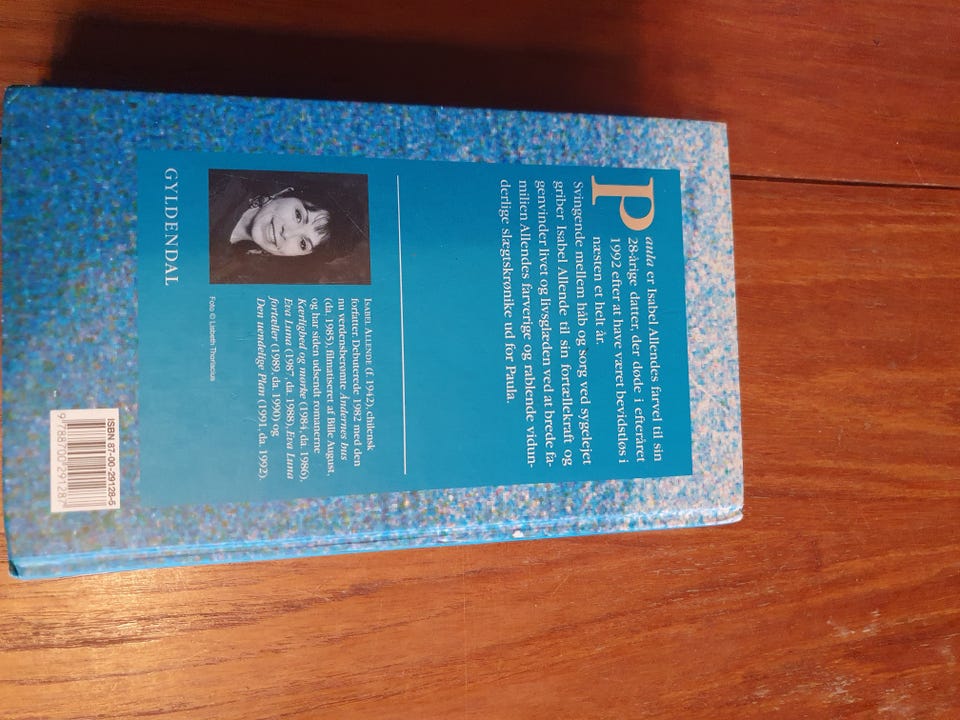 Paula er Isabel Allendes farvel til sin
28-årige datter, der døde i efteråret
1992 efter at have været bevidstløs i
næsten et helt år.
Svingende mellem håb og sorg ved sygelejet
griber Isabel Allende til sin fortællekraft og
genvinder livet og livsglæden ved at brede fa-
milien Allendes farverige og rablende vidun-
derlige slægtskrønike ud for Paula.
ISABEL ALLENDE (f. 1942), chilensk
forfatter. Debuterede 1982 med den
nu verdensberømte Åndernes hus
(da. 1985), filmatiseret af Bille August,
og har siden udsendt romanerne
Kærlighed og mørke (1984, da. 1986),
Eva Luna (1987, da. 1988), Eva Luna
fortæller (1989, da. 1990) og
Den uendelige Plan (1991, da. 1992).
Foto © Lisbeth Thorlacius
GYLDENDAL
ISBN 87-00-29128-5
9788700291287